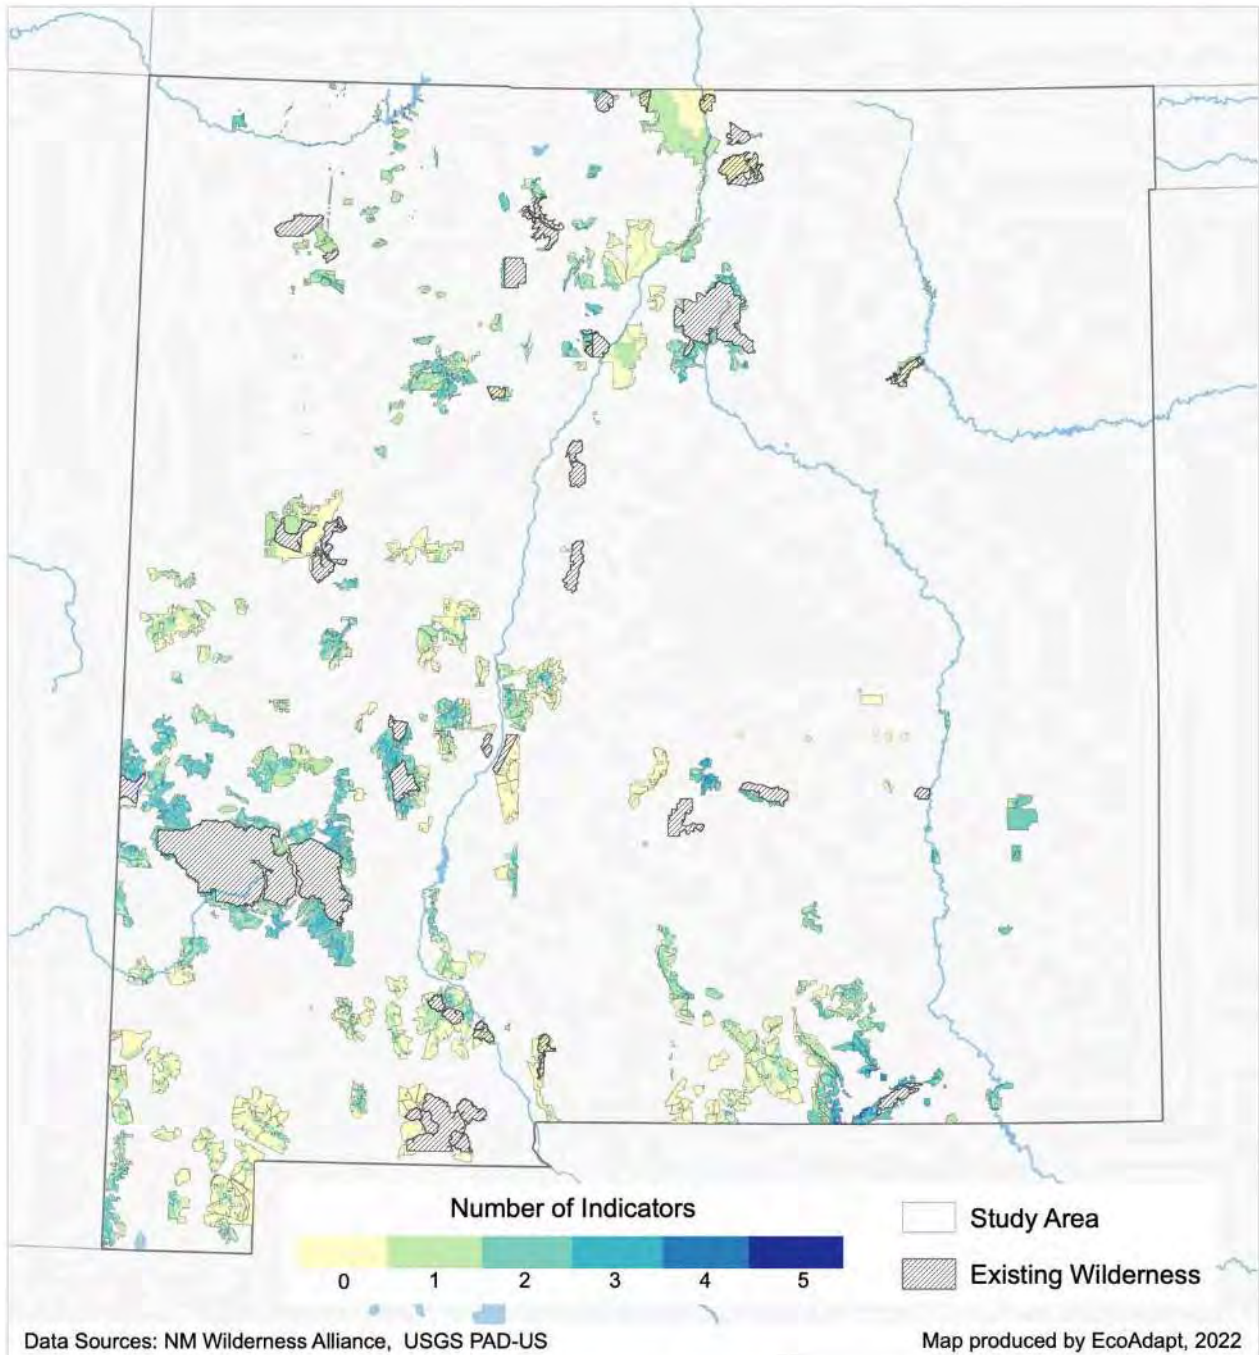 Number of Indicators
0 1 2 3 4 5
Study Area
Existing Wilderness
Data Sources: NM Wilderness Alliance, USGS PAD-US
Map produced by EcoAdapt, 2022